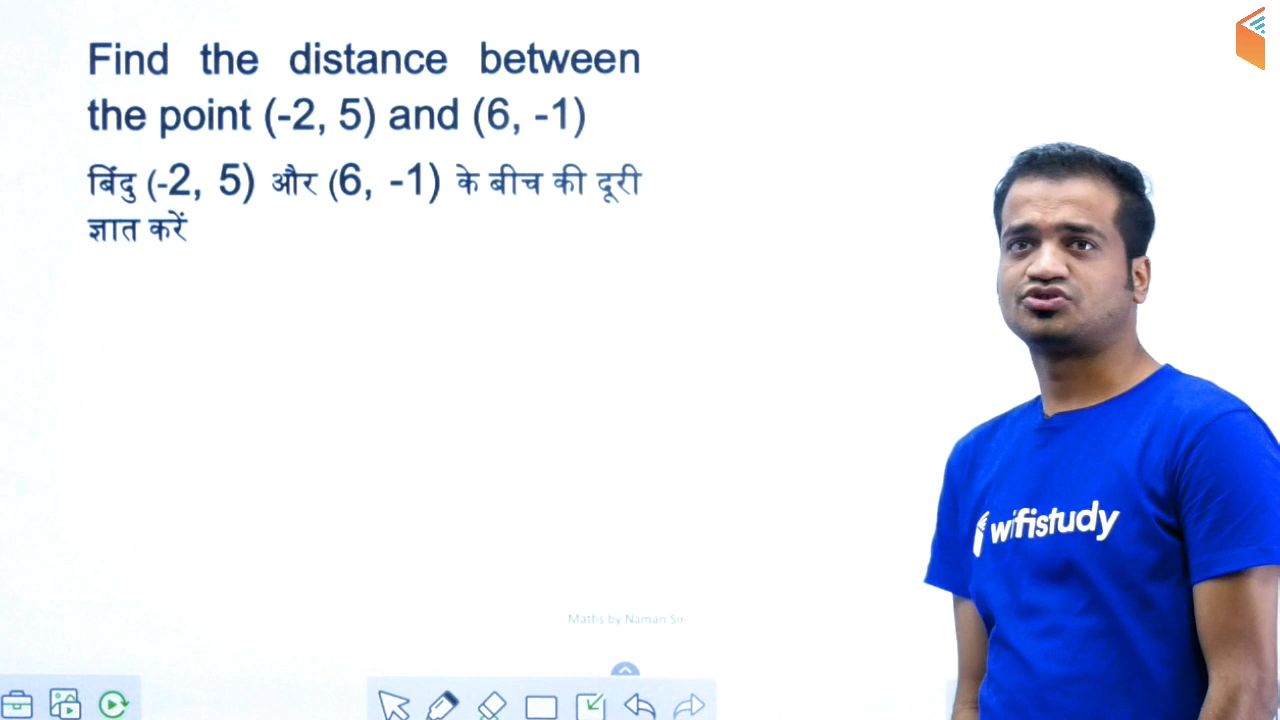 Find the distance between
the point (-2, 5) and (6, -1)
बिंदु (-2, 5) और (6, -1) के बीच की दूरी
ज्ञात करें
wifistudy
Maths by Naman Sir